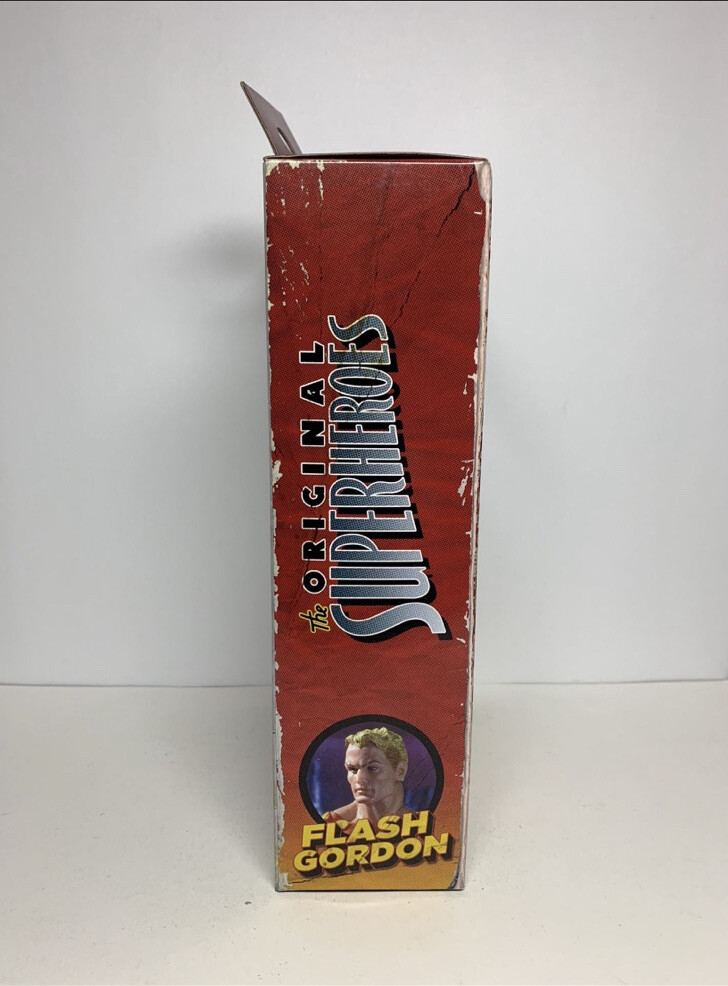 The ORIGINAL
SUPERHEROES
FLASH
GORDON